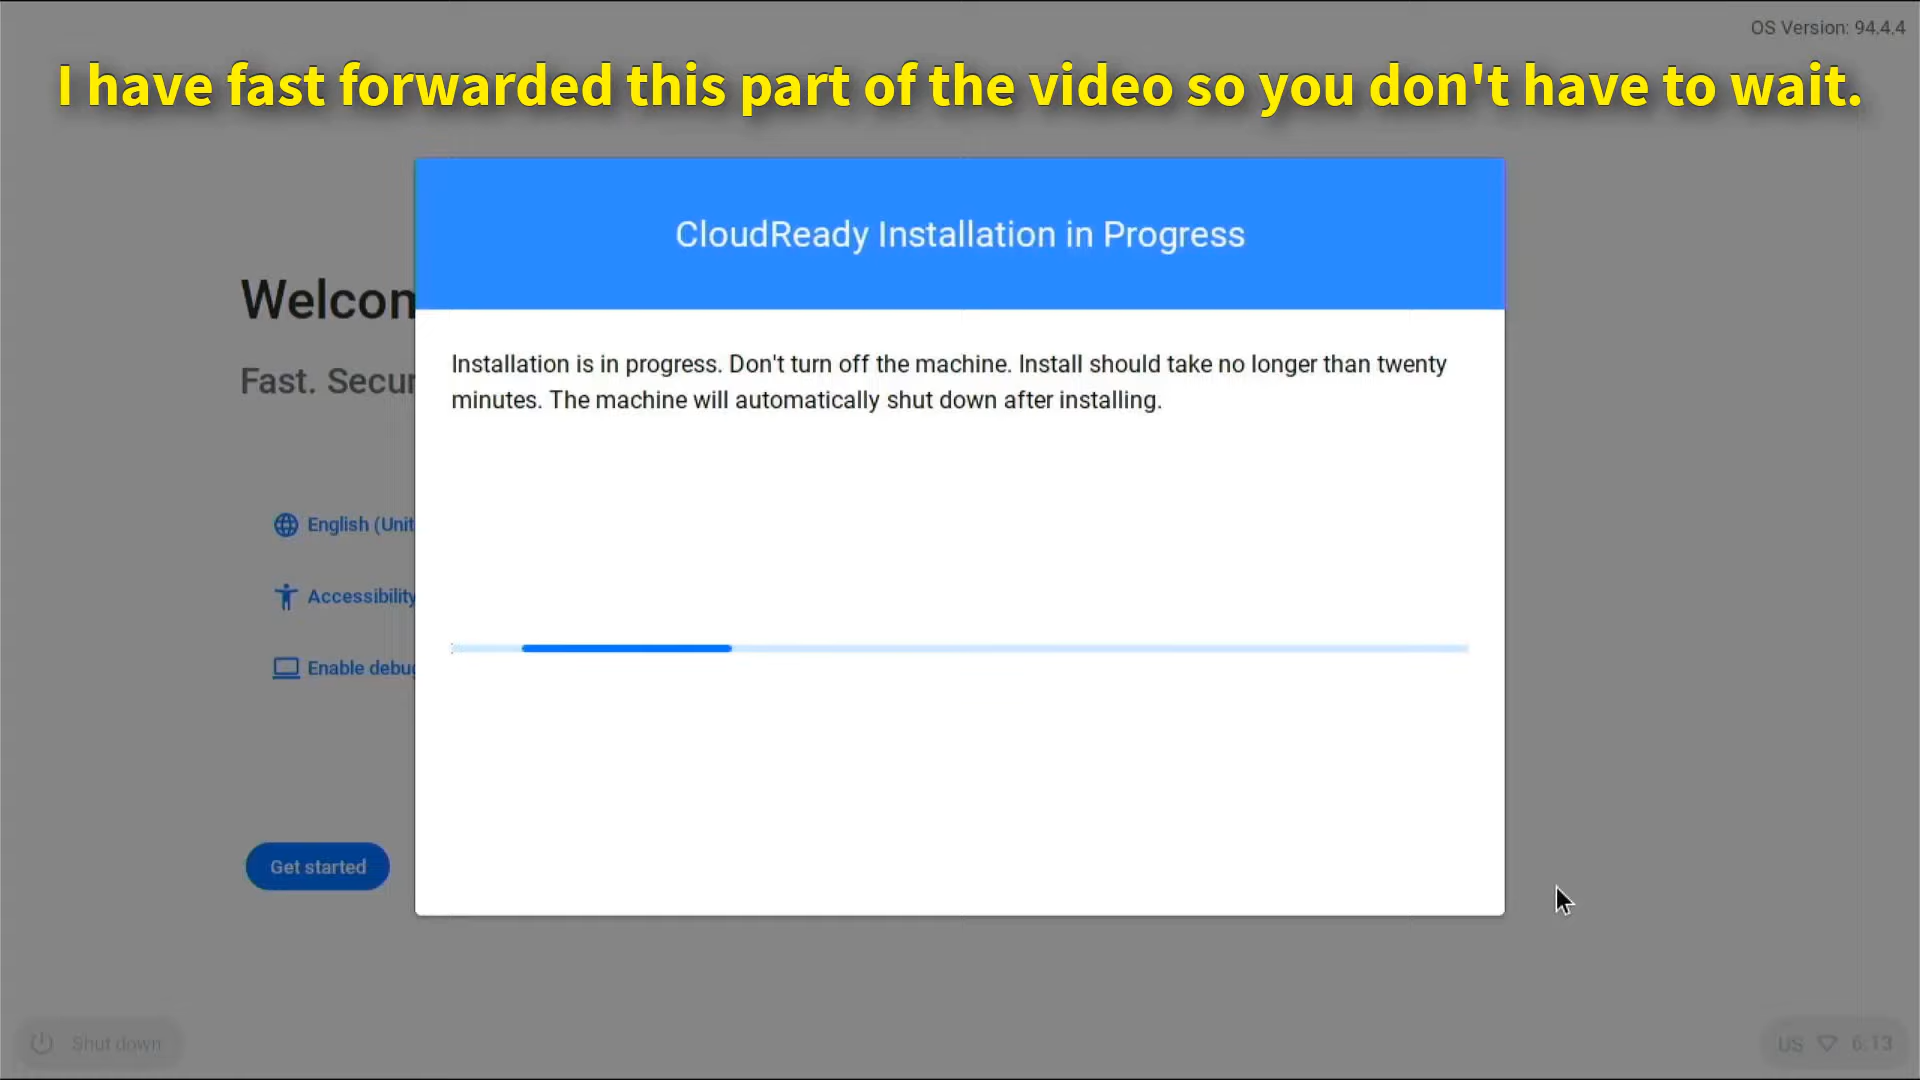 OS Version: 94.4.4
I have fast forwarded this part of the video so you don't have to wait.
CloudReady Installation in Progress
Installation is in progress. Don't turn off the machine. Install should take no longer than twenty
minutes. The machine will automatically shut down after installing.
Welcom
Fast. Secur
English (Unit
Accessibility
Enable debug
Get started
Shut down
US 6:13